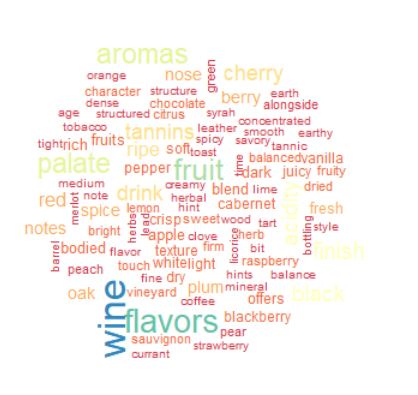 aromas
orange
nose
green
cherry
character
structure
earth
dense
chocolate
berry
alongside
age
structured
citrus
syrah
concentrated
tobacco
tannins
leather
smooth
earthy
tight
rich
fruits
ripe
soft
spicy
savory
tannic
toast
palate
pepper
fruit
time
balanced
vanilla
dark
juicy
fruity
medium
creamy
drink
blend
lime
dried
note
herbal
red
merlot
spice
lemon
hint
cabernet
acidity
fresh
notes
bright
herbs
lead
crisp
sweet
wood
tart
bottling
style
apple
clove
licorice
herb
bodied
flavor
texture
firm
bit
finish
barrel
peach
touch
white
light
raspberry
fine
dry
hints
balance
oak
vineyard
plum
mineral
black
wine
coffee
offers
flavors
blackberry
sauvignon
pear
currant
strawberry